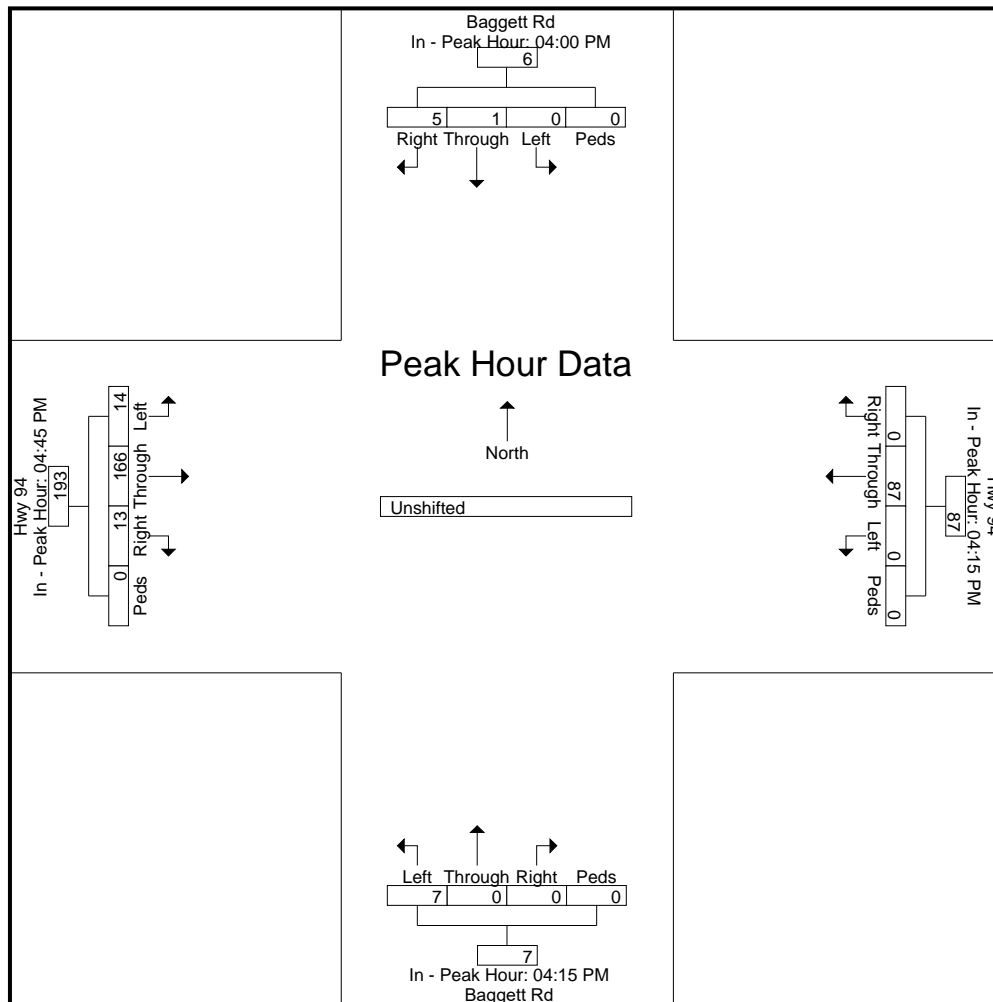 Baggett Rd
In - Peak Hour: 04:00 PM
6
5 1 0 0
Right Through Left Peds
Peak Hour Data
North
Unshifted
Hwy 94
In - Peak Hour: 04:45 PM
193
14 166 13 0
Left Through Right Peds
Hwy 94
In - Peak Hour: 04:15 PM
87
0 87 0 0
Right Through Left Peds
Left Through Right Peds
7 0 0 0
7
In - Peak Hour: 04:15 PM
Baggett Rd